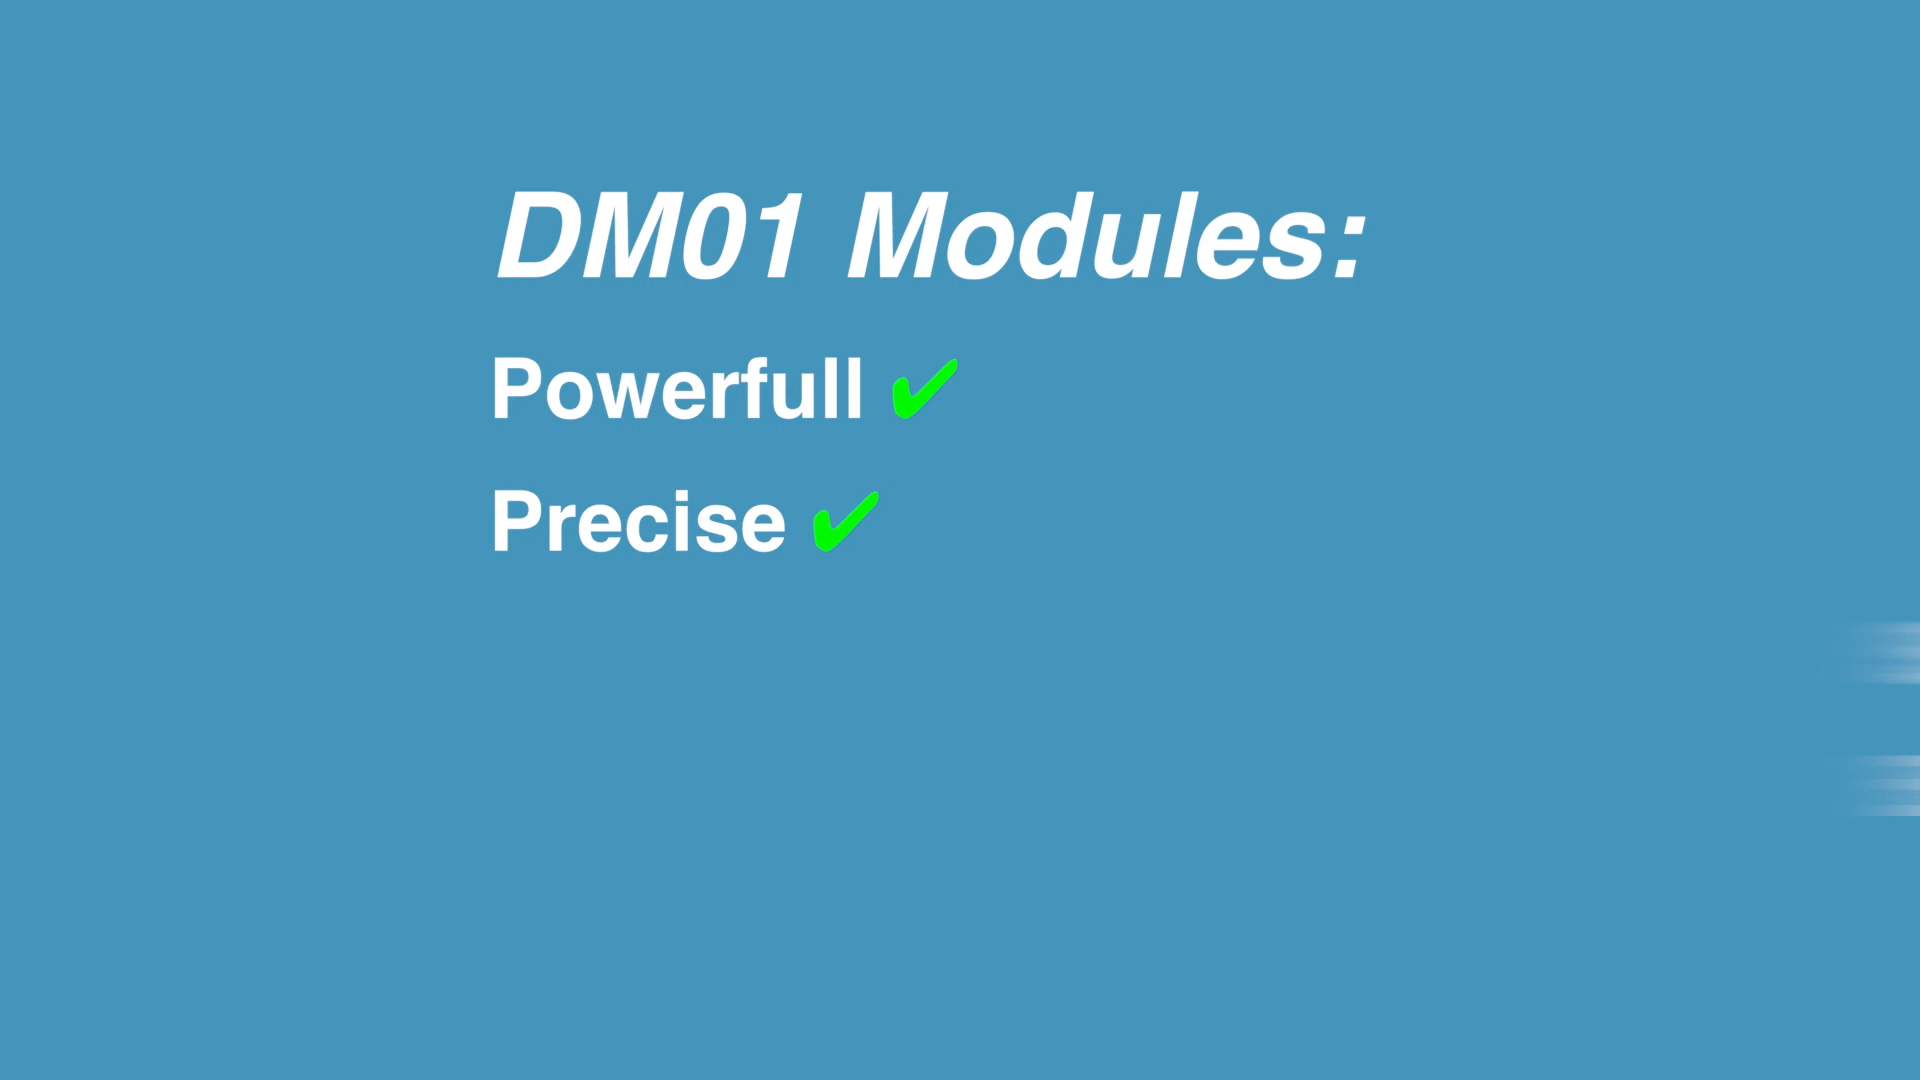 DM01 Modules:
Powerfull ✔
Precise ✔